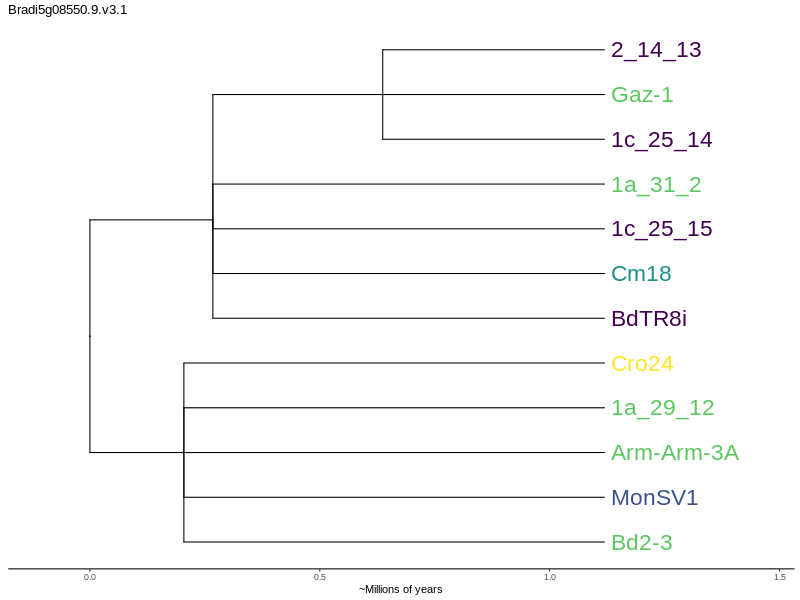 Bradi5g08550.9.v3.1
2_14_13
Gaz-1
1c_25_14
1a_31_2
1c_25_15
Cm18
BdTR8i
Cro24
1a_29_12
Arm-Arm-3A
MonSV1
Bd2-3
0.0 0.5 1.0 1.5
~Millions of years